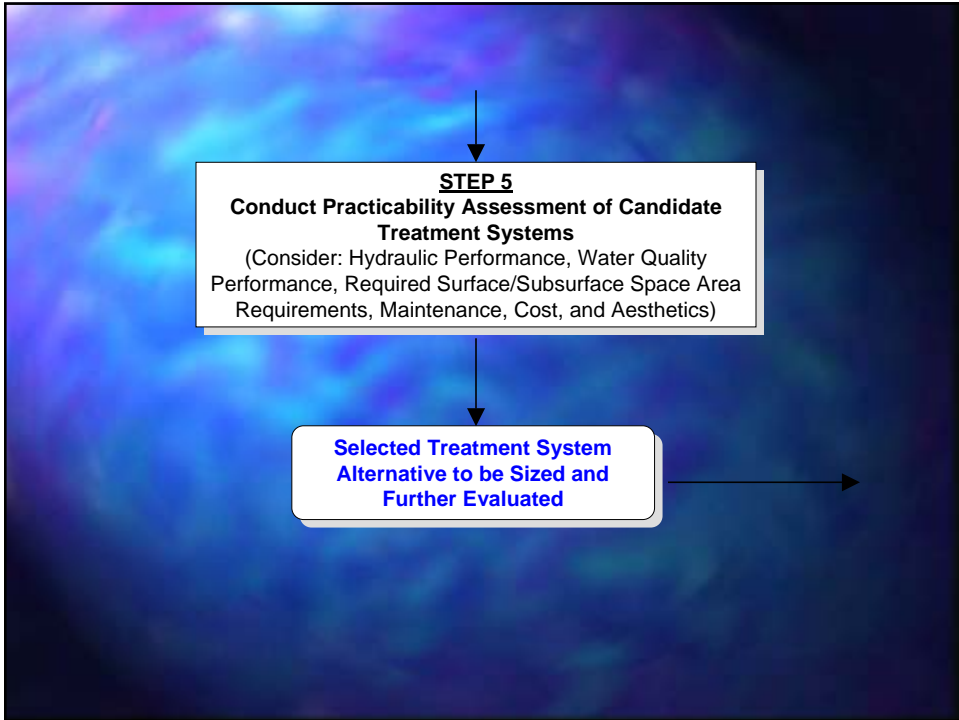 STEP 5
Conduct Practicability Assessment of Candidate
Treatment Systems
(Consider: Hydraulic Performance, Water Quality
Performance, Required Surface/Subsurface Space Area
Requirements, Maintenance, Cost, and Aesthetics)
Selected Treatment System
Alternative to be Sized and
Further Evaluated